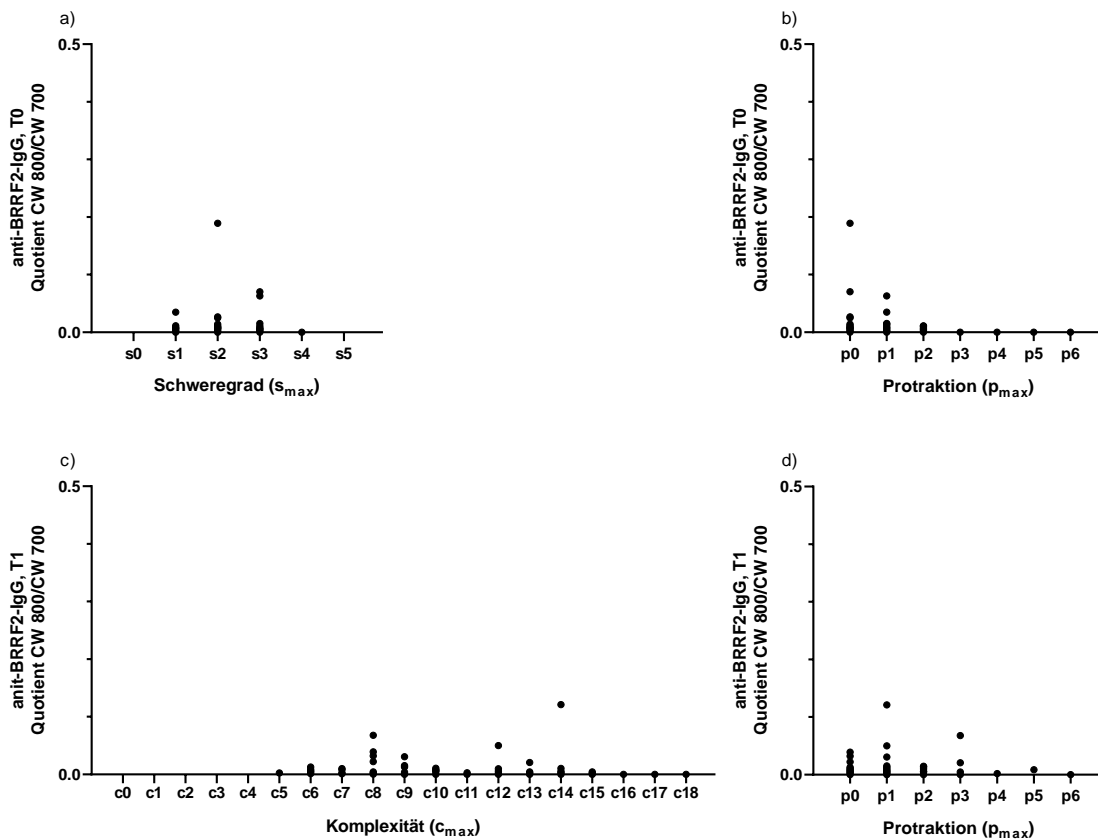 a)
anti-BRRF2-IgG, T0
Quotient CW 800/CW 700
0.5
0.0
s0 s1 s2 s3 s4 s5
Schweregrad (smax)
b)
anti-BRRF2-IgG, T0
Quotient CW 800/CW 700
0.5
0.0
p0 p1 p2 p3 p4 p5 p6
Protraktion (pmax)
c)
anit-BRRF2-IgG, T1
Quotient CW 800/CW 700
0.5
0.0
c0 c1 c2 c3 c4 c5 c6 c7 c8 c9 c10 c11 c12 c13 c14 c15 c16 c17 c18
Komplexität (cmax)
d)
anti-BRRF2-IgG, T1
Quotient CW 800/CW 700
0.5
0.0
p0 p1 p2 p3 p4 p5 p6
Protraktion (pmax)